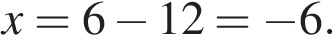 x = 6 − 12 = −6.